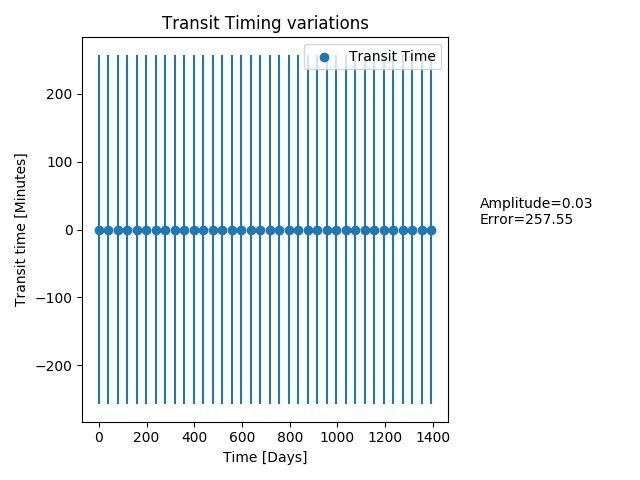 Transit Timing variations
Transit Time
Transit time [Minutes]
200
100
0
−100
−200
Amplitude=0.03
Error=257.55
0 200 400 600 800 1000 1200 1400
Time [Days]